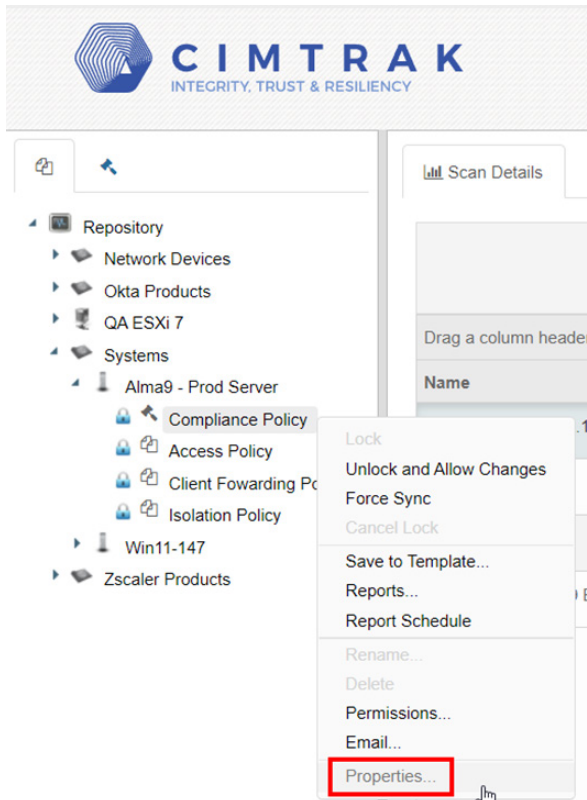 CIMTRAK
INTEGRITY, TRUST & RESILIENCY
Scan Details
Repository
Network Devices
Okta Products
QA ESXi 7
Systems
Alma9 - Prod Server
Compliance Policy
Access Policy
Client Fowarding Po
Isolation Policy
Win11-147
Zscaler Products
Drag a column header
Name
.1
Lock
Unlock and Allow Changes
Force Sync
Cancel Lock
Save to Template...
Reports...
Report Schedule
Rename...
Delete
Permissions...
Email...
Properties...